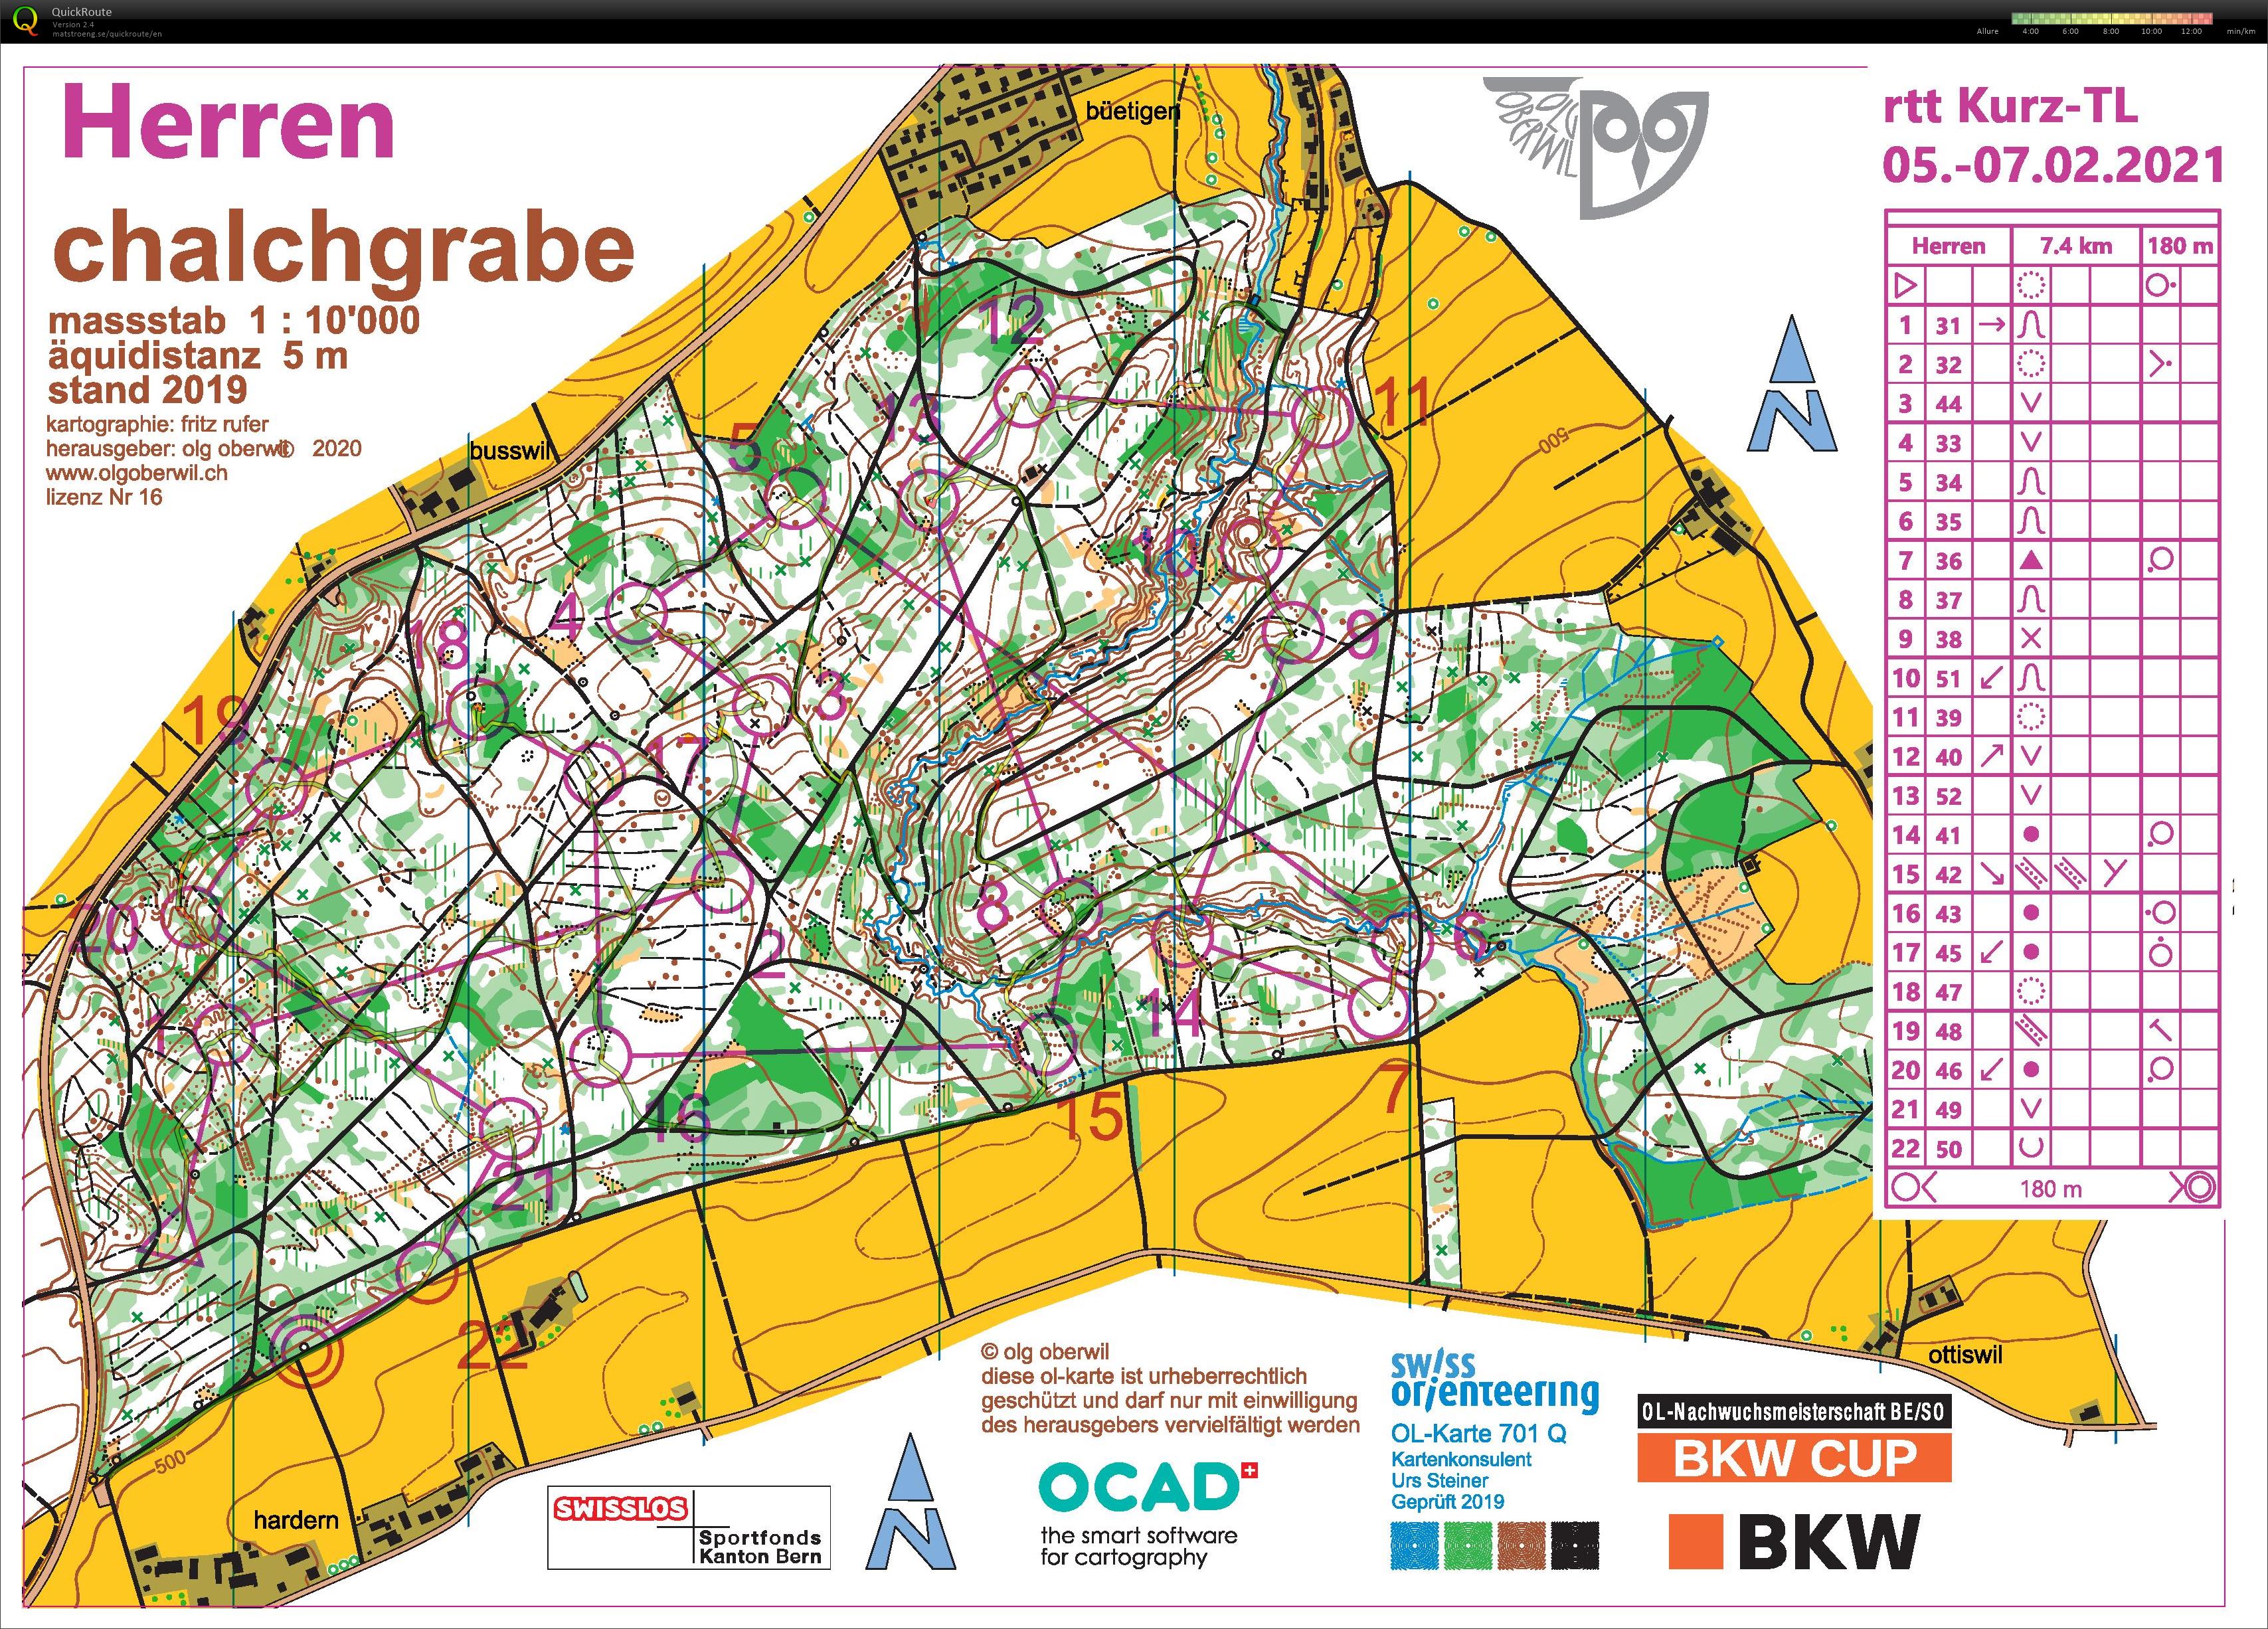 QuickRoute
Version 2.4
matstroeng.se/quickroute/en
Allure 4:00 6:00 8:00 10:00 12:00 min/km
Herren
chalchgrabe
massstab 1 : 10'000
äquidistanz 5 m
stand 2019
kartographie: fritz rufer
herausgeber: olg oberwil© 2020
www.olgoberwil.ch
lizenz Nr 16
büetigen
busswil
OLG
OBERWIL
N
rtt Kurz-TL
05.-07.02.2021
Herren 7.4 km 180 m
1 31
2 32
3 44
4 33
5 34
6 35
7 36
8 37
9 38
10 51
11 39
12 40
13 52
14 41
15 42
16 43
17 45
18 47
19 48
20 46
21 49
22 50
180 m
12
11
13
5
500
10
4
18
9
3
19
17
8
6
20
2
14
1
7
16
15
21
22
500
hardern
ottiswil
© olg oberwil
diese ol-karte ist urheberrechtlich
geschützt und darf nur mit einwilligung
des herausgebers vervielfältigt werden
SWISSLOS
Sportfonds
Kanton Bern
N
OCAD
the smart software
for cartography
swiss
orienteering
OL-Karte 701 Q
Kartenkonsulent
Urs Steiner
Geprüft 2019
OL-Nachwuchsmeisterschaft BE/SO
BKW CUP
BKW